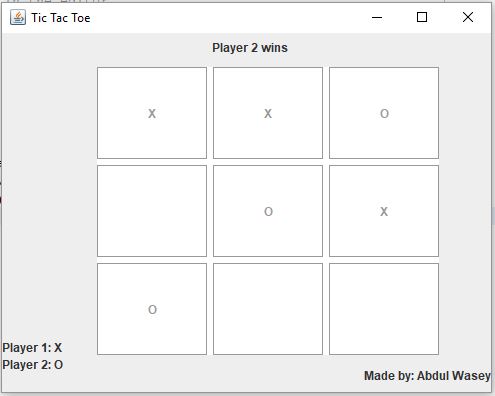 Tic Tac Toe
Player 2 wins
X X O
O X
O
Player 1: X
Player 2: O
Made by: Abdul Wasey